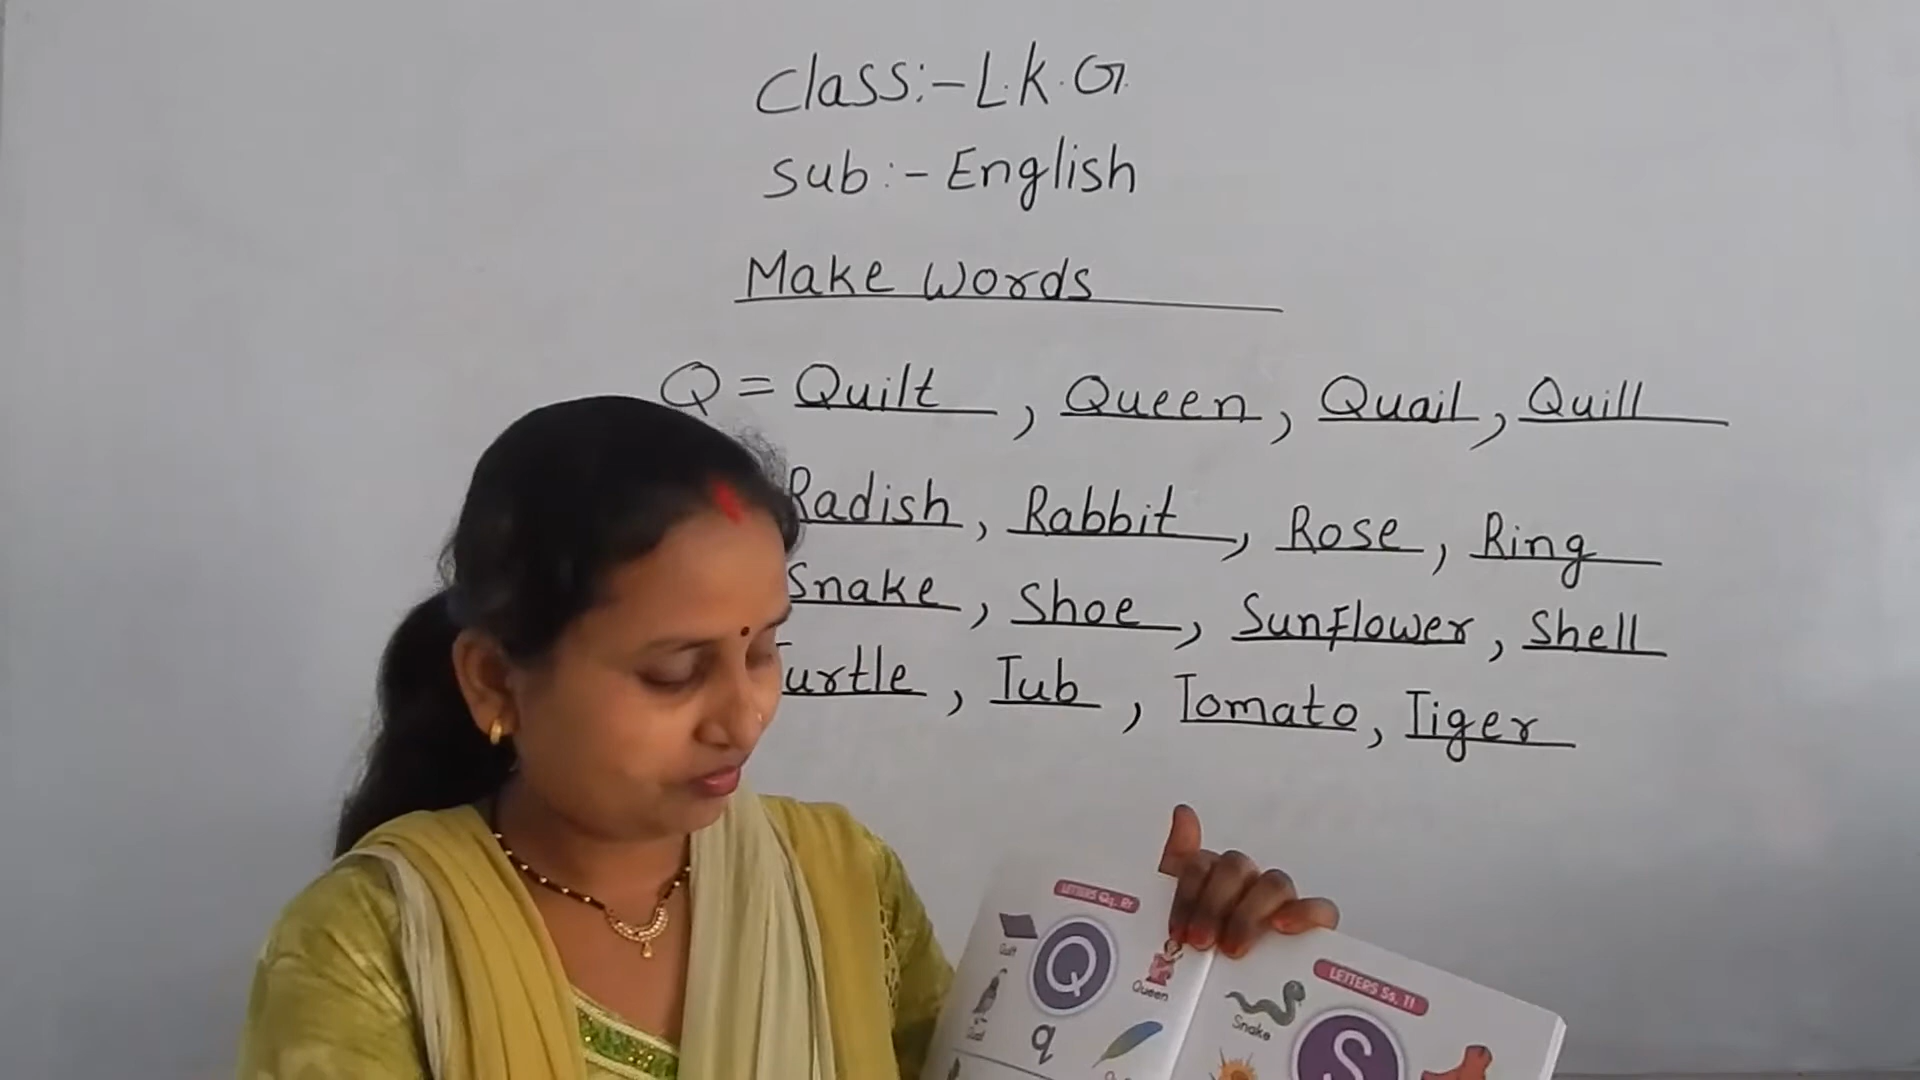 Class:- L.K.G.
Sub:- English
Make Words
Q = Quilt, Queen, Quail, Quill
Radish, Rabbit, Rose, Ring
Snake, Shoe, Sunflower, Shell
Turtle, Tub, Tomato, Tiger
LETTERS Qq, Rr
Q
Queen
q
LETTERS Ss, Tt
Snake
S